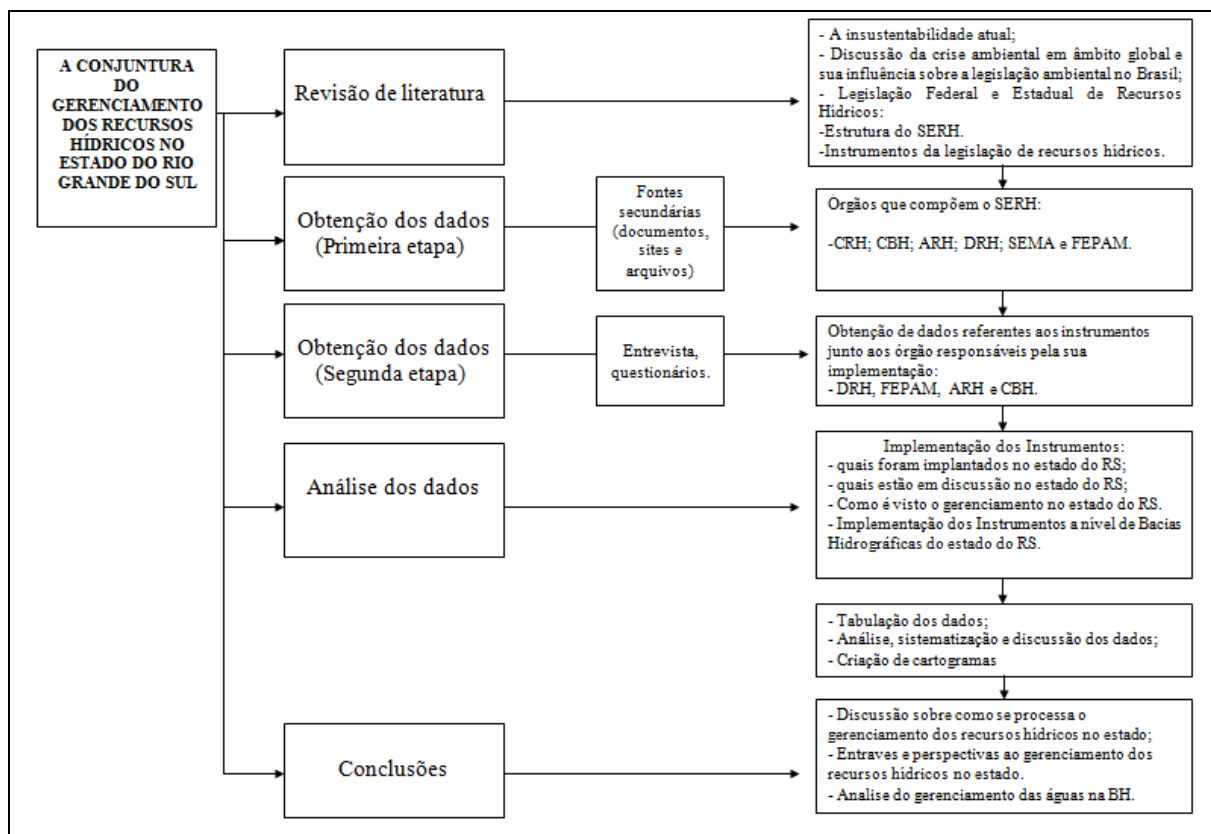 A CONJUNTURA
DO
GERENCIAMENTO
DOS RECURSOS
HÍDRICOS NO
ESTADO DO RIO
GRANDE DO SUL
Revisão de literatura
- A insustentabilidade atual;
- Discussão da crise ambiental em âmbito global e
sua influência sobre a legislação ambiental no Brasil;
- Legislação Federal e Estadual de Recursos
Hídricos:
-Estrutura do SERH.
-Instrumentos da legislação de recursos hídricos.
Obtenção dos dados
(Primeira etapa)
Fontes
secundárias
(documentos,
sites e
arquivos)
Órgãos que compõem o SERH:
-CRH; CBH; ARH; DRH; SEMA e FEPAM.
Obtenção dos dados
(Segunda etapa)
Entrevista,
questionários.
Obtenção de dados referentes aos instrumentos
junto aos órgão responsáveis pela sua
implementação:
- DRH, FEPAM, ARH e CBH.
Análise dos dados
Implementação dos Instrumentos:
- quais foram implantados no estado do RS;
- quais estão em discussão no estado do RS;
- Como é visto o gerenciamento no estado do RS.
- Implementação dos Instrumentos a nível de Bacias
Hidrográficas do estado do RS.
- Tabulação dos dados;
- Análise, sistematização e discussão dos dados;
- Criação de cartogramas
Conclusões
- Discussão sobre como se processa o
gerenciamento dos recursos hídricos no estado;
- Entraves e perspectivas ao gerenciamento dos
recursos hídricos no estado.
- Analise do gerenciamento das águas na BH.